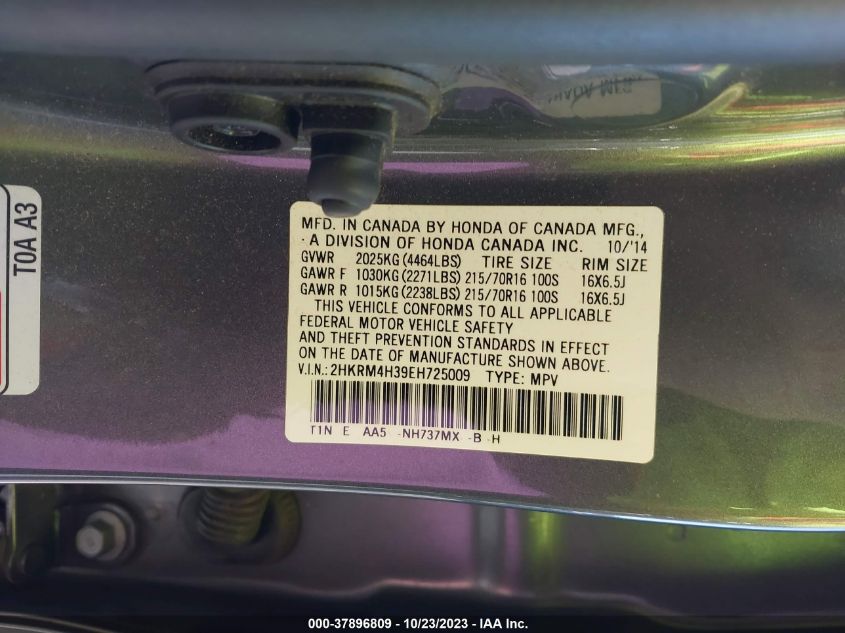 MFD. IN CANADA BY HONDA OF CANADA MFG.,
A DIVISION OF HONDA CANADA INC. 10/'14
GVWR 2025KG (4464LBS) TIRE SIZE RIM SIZE
GAWR F 1030KG (2271LBS) 215/70R16 100S 16X6.5J
GAWR R 1015KG (2238LBS) 215/70R16 100S 16X6.5J
THIS VEHICLE CONFORMS TO ALL APPLICABLE
FEDERAL MOTOR VEHICLE SAFETY
AND THEFT PREVENTION STANDARDS IN EFFECT
ON THE DATE OF MANUFACTURE SHOWN ABOVE.
V.I.N.: 2HKRM4H39EH725009 TYPE: MPV
T1N E AA5 -NH737MX -B -H
T0A A3
000-37896809 - 10/23/2023 - IAA Inc.